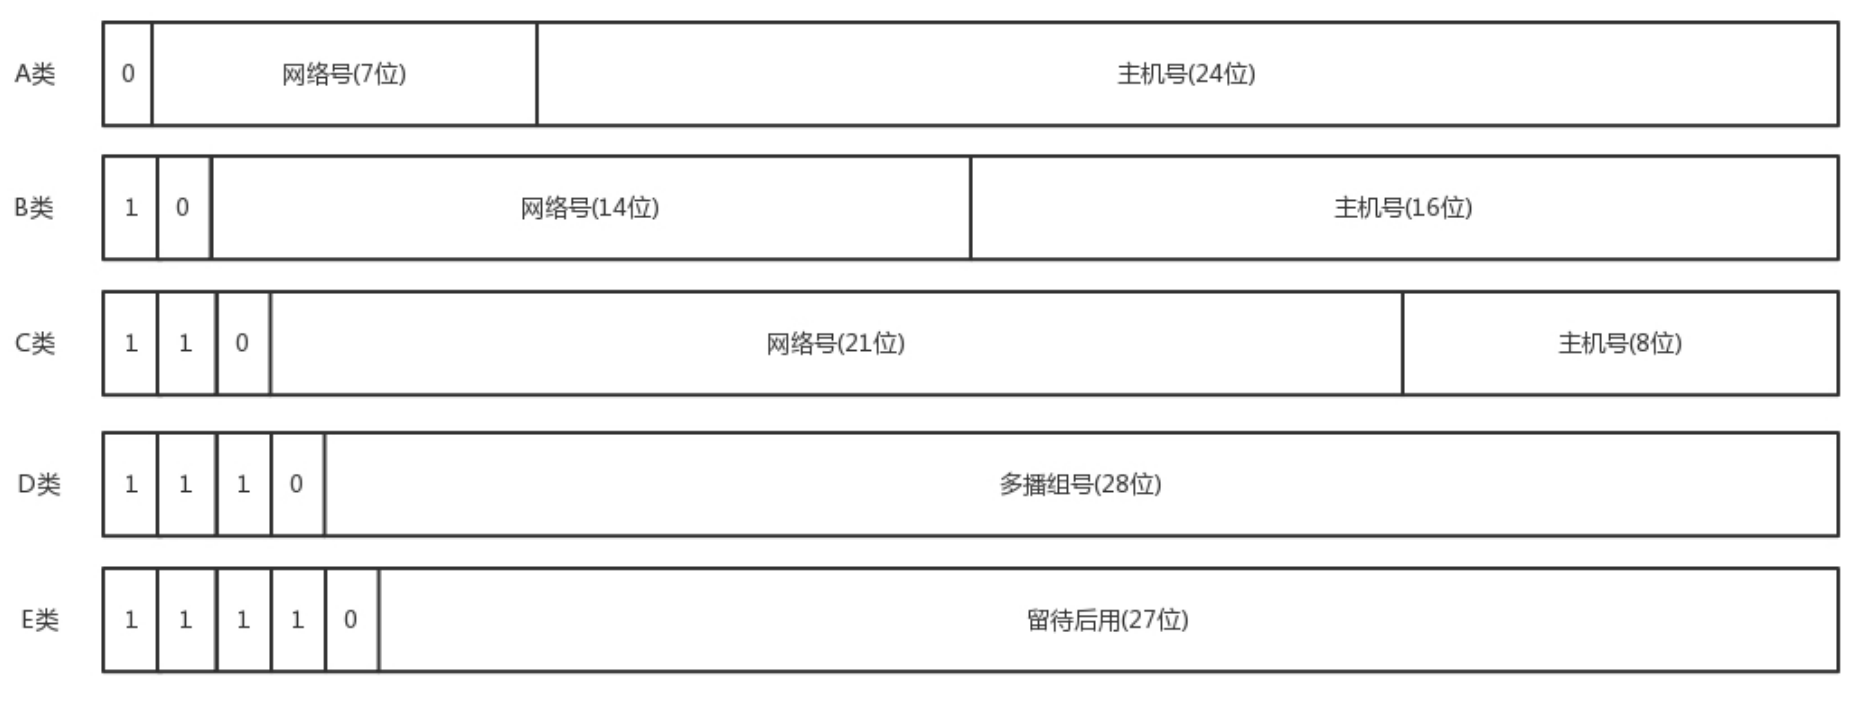 A类 0 网络号(7位) 主机号(24位)
B类 1 0 网络号(14位) 主机号(16位)
C类 1 1 0 网络号(21位) 主机号(8位)
D类 1 1 1 0 多播组号(28位)
E类 1 1 1 1 0 留待后用(27位)